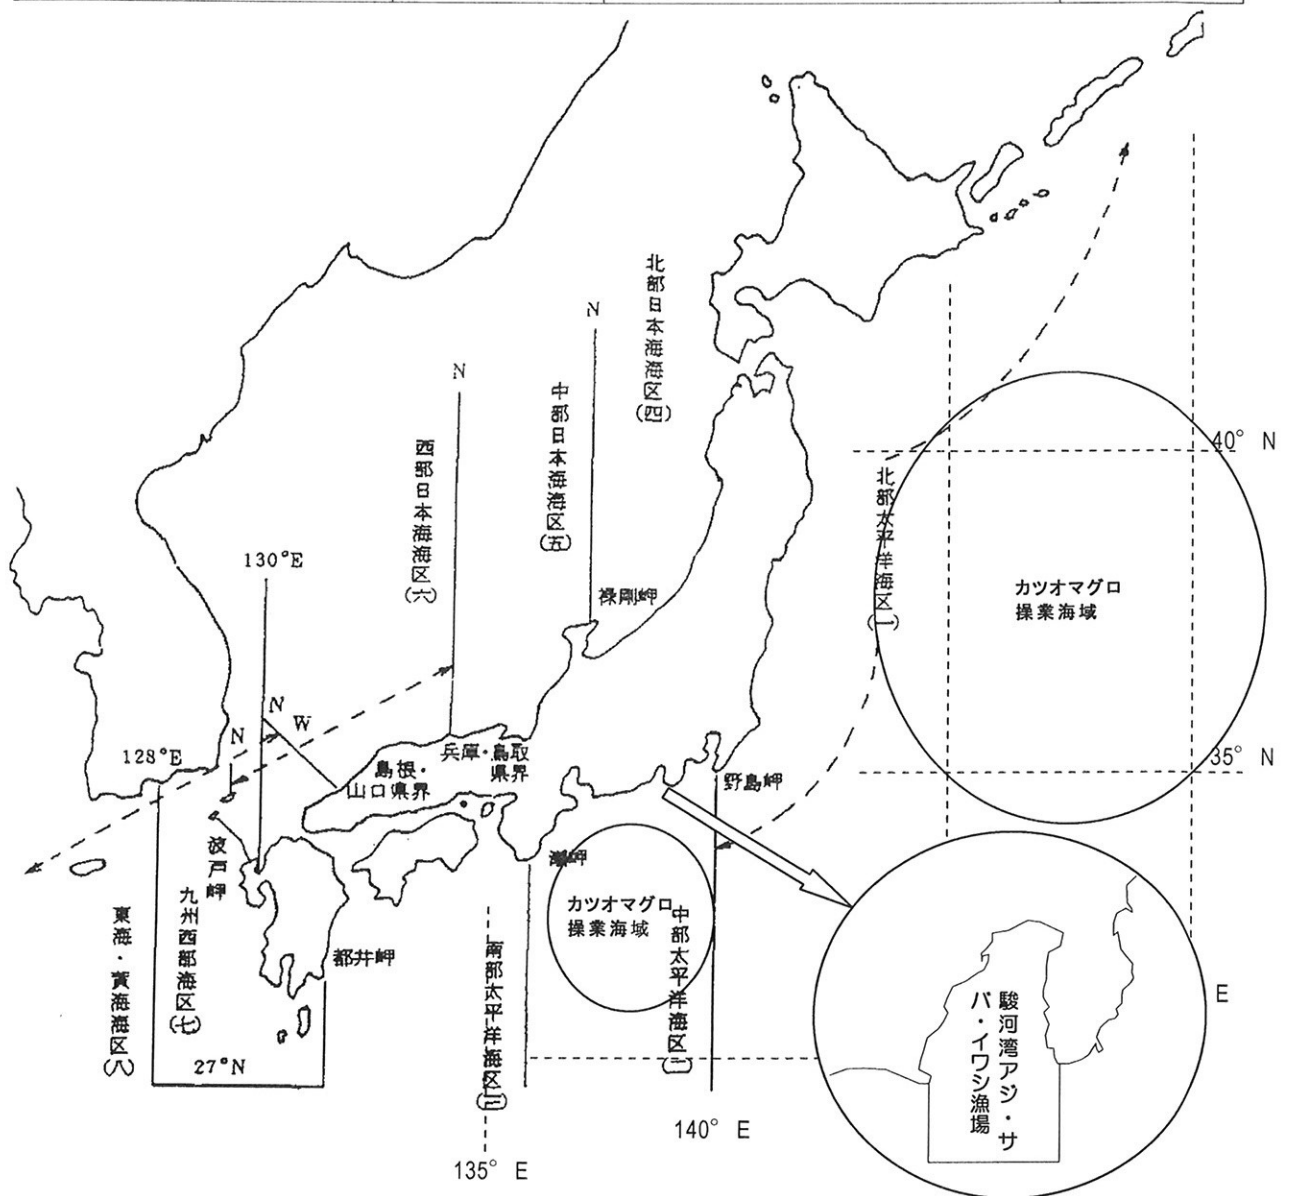 北部日本海海区(四)
N
N
中部日本海海区(五)
西部日本海海区(六)
40° N
北部太平洋海区(一)
130°E
カツオマグロ
操業海域
禄剛岬
N
W
N
128°E
兵庫・鳥取
県界
島根・
山口県界
35° N
野島岬
波戸岬
潮岬
カツオマグロ
操業海域
中部太平洋海区(二)
九州西部海区(七)
東海・黄海海区(八)
都井岬
南部太平洋海区(三)
E
駿河湾アジ・サ
バ・イワシ漁場
27°N
140° E
135° E